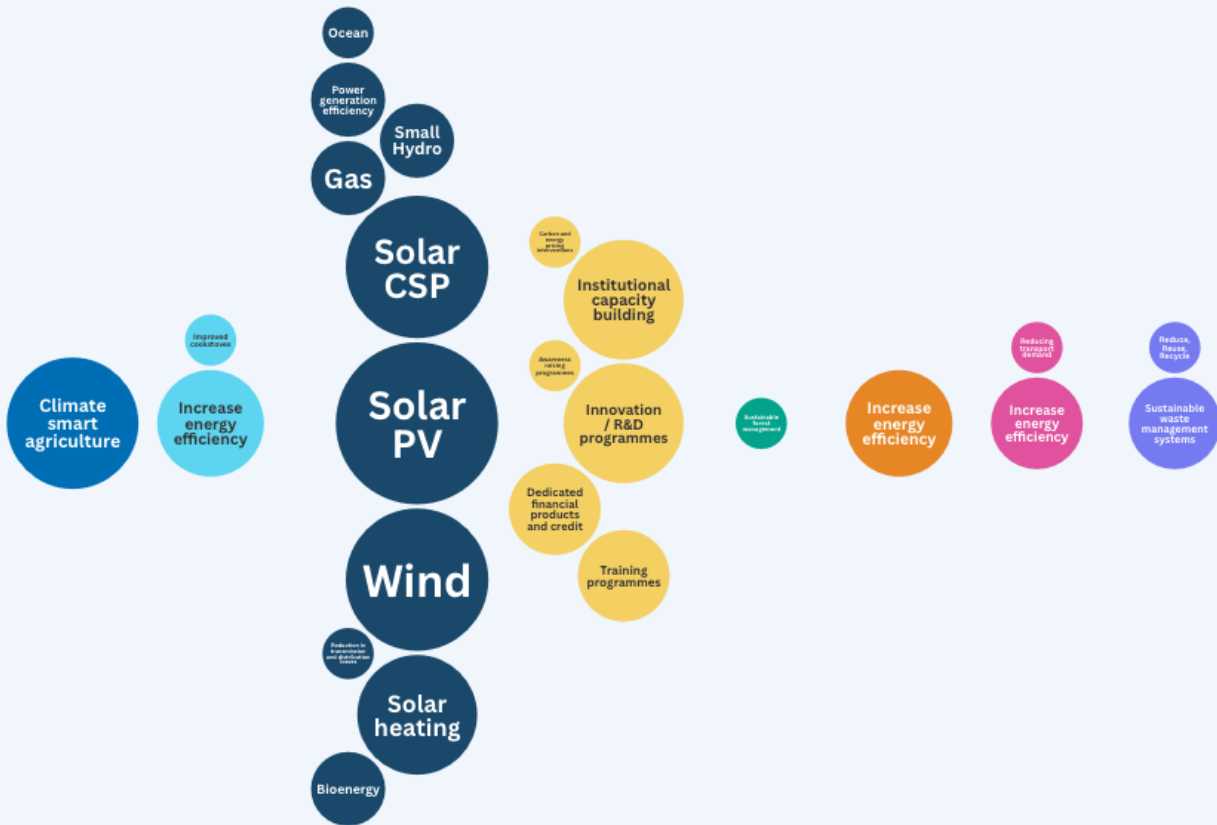 Climate
smart
agriculture
Improved
cookstoves
Increase
energy
efficiency
Ocean
Power
generation
efficiency
Small
Hydro
Gas
Solar
CSP
Solar
PV
Wind
Reduction in
transmission
and distribution
losses
Solar
heating
Bioenergy
Carbon and
energy
pricing
interventions
Institutional
capacity
building
Awareness
raising
programmes
Innovation
/ R&D
programmes
Dedicated
financial
products
and credit
Training
programmes
Sustainable
forest
management
Increase
energy
efficiency
Reducing
transport
demand
Increase
energy
efficiency
Reduce,
Reuse,
Recycle
Sustainable
waste
management
systems